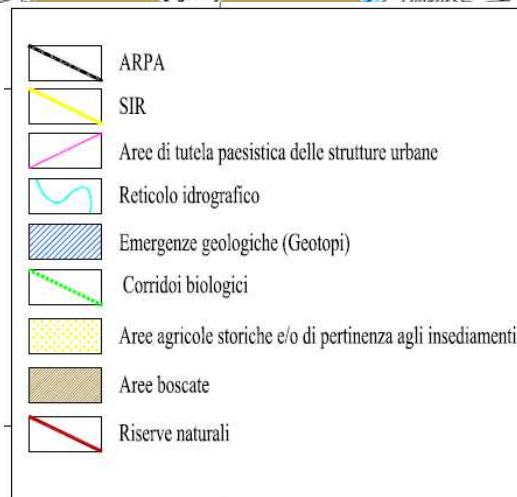 ARPA
SIR
Aree di tutela paesistica delle strutture urbane
Reticolo idrografico
Emergenze geologiche (Geotopi)
Corridoi biologici
Aree agricole storiche e/o di pertinenza agli insediamenti
Aree boscate
Riserve naturali